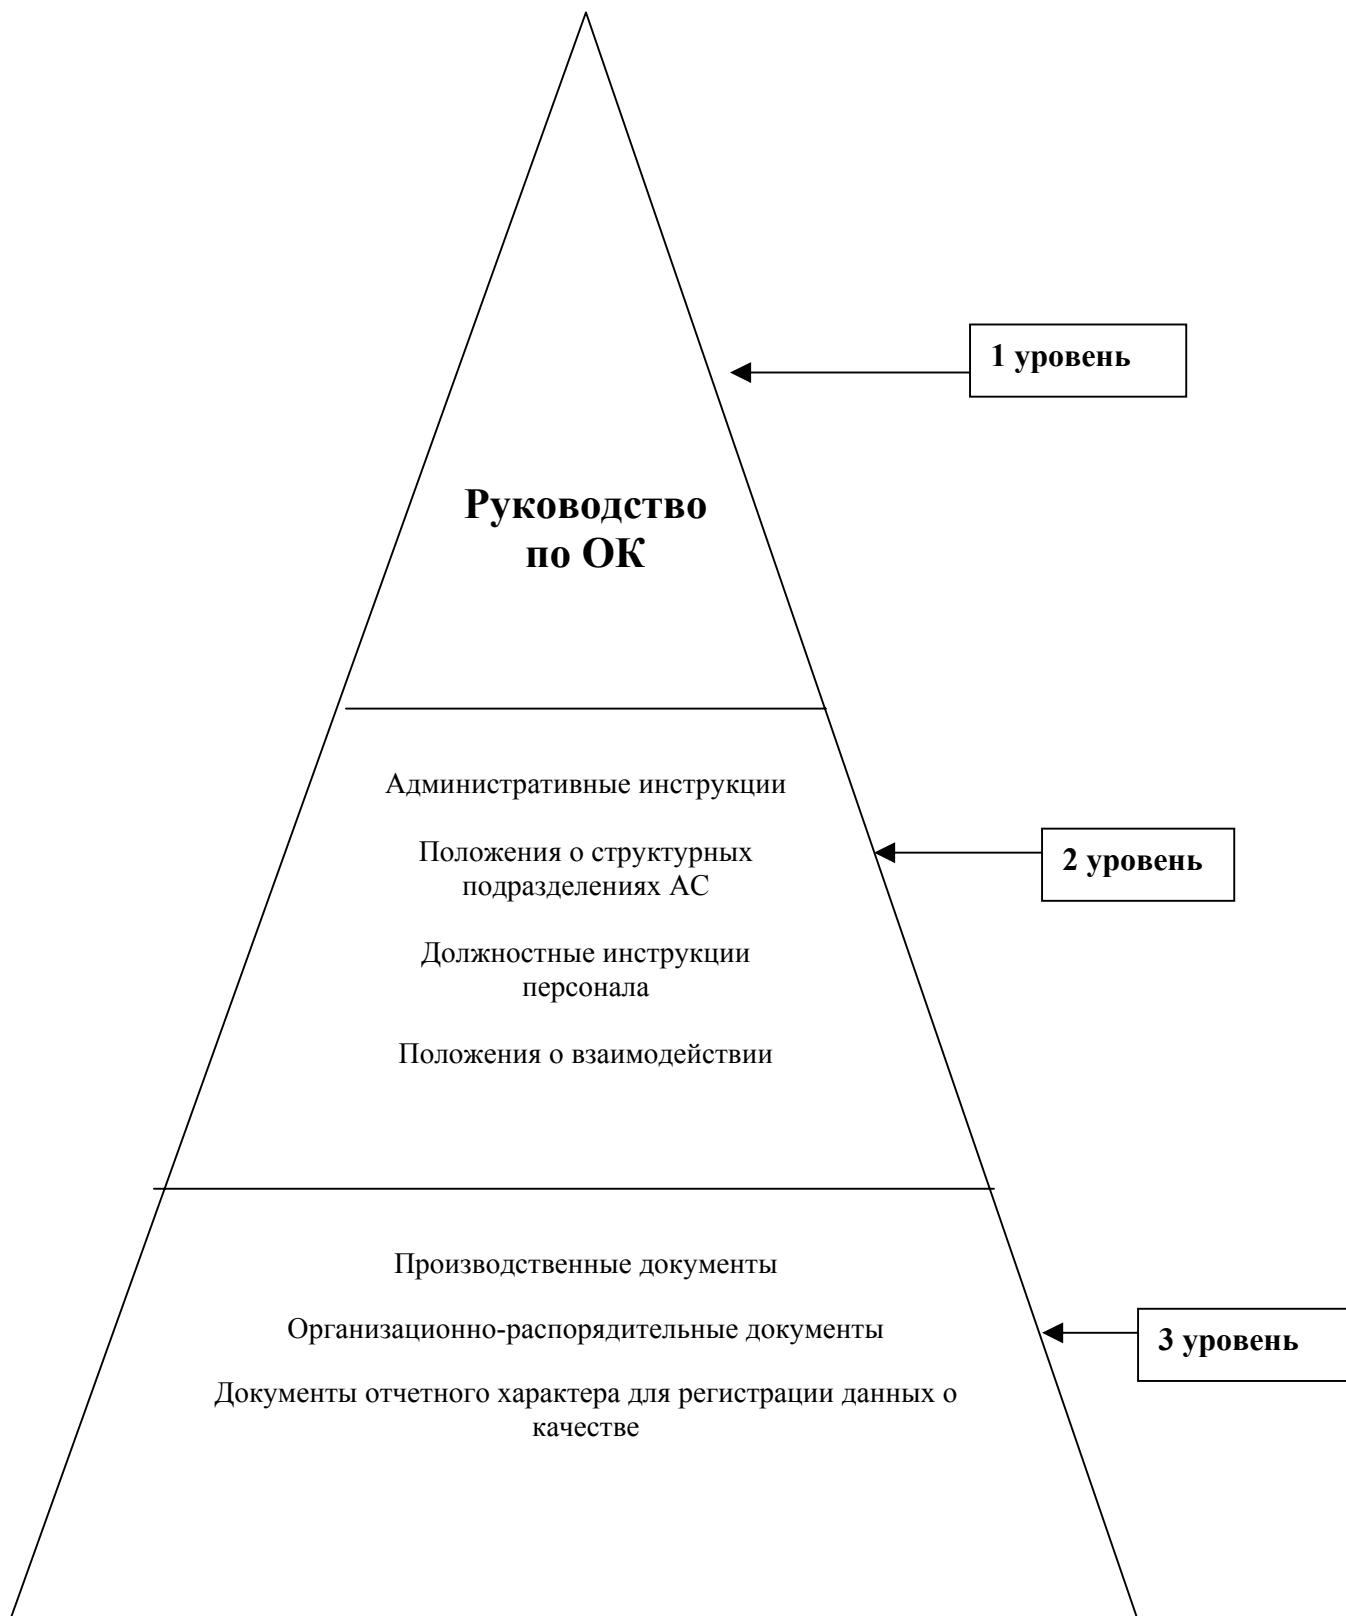 1 уровень
Руководство
по ОК
Административные инструкции
Положения о структурных
подразделениях АС
2 уровень
Должностные инструкции
персонала
Положения о взаимодействии
Производственные документы
Организационно-распорядительные документы
3 уровень
Документы отчетного характера для регистрации данных о
качестве